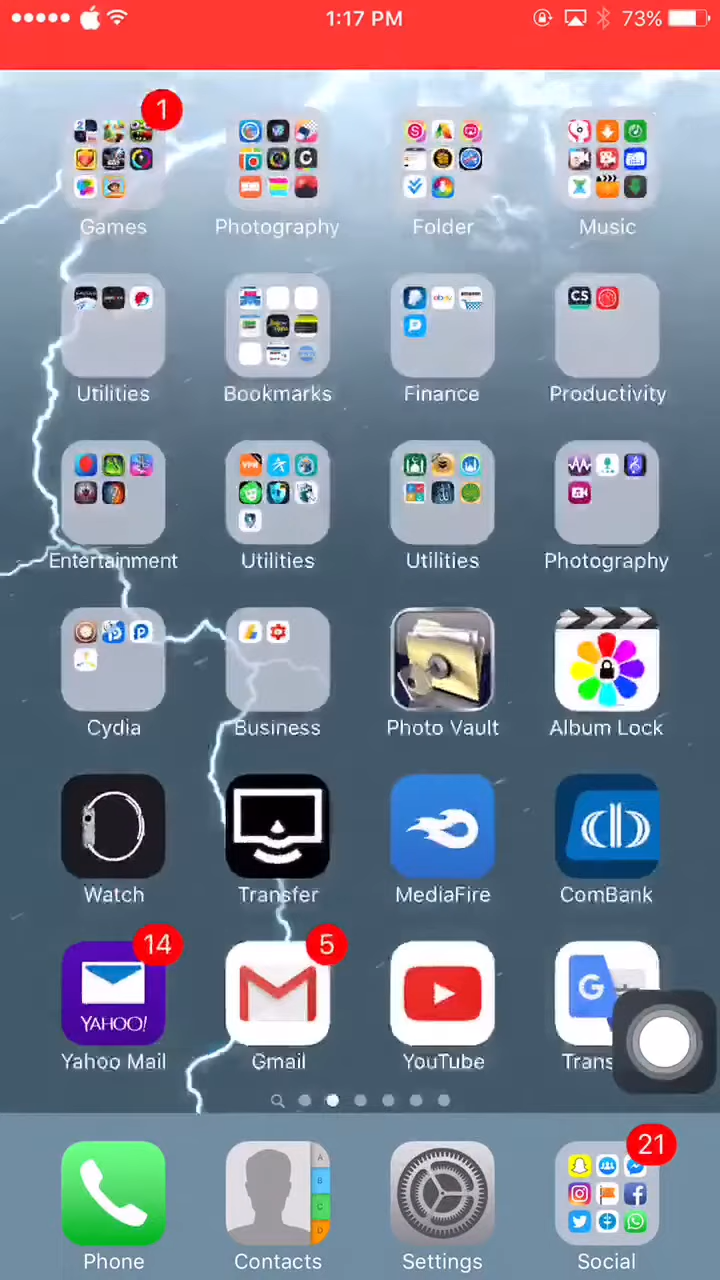 1:17 PM 73%
1
Games Photography Folder Music
Utilities Bookmarks Finance Productivity
Entertainment Utilities Utilities Photography
Cydia Business Photo Vault Album Lock
Watch Transfer MediaFire ComBank
14 5
YAHOO!
Yahoo Mail Gmail YouTube Trans
21
Phone Contacts Settings Social